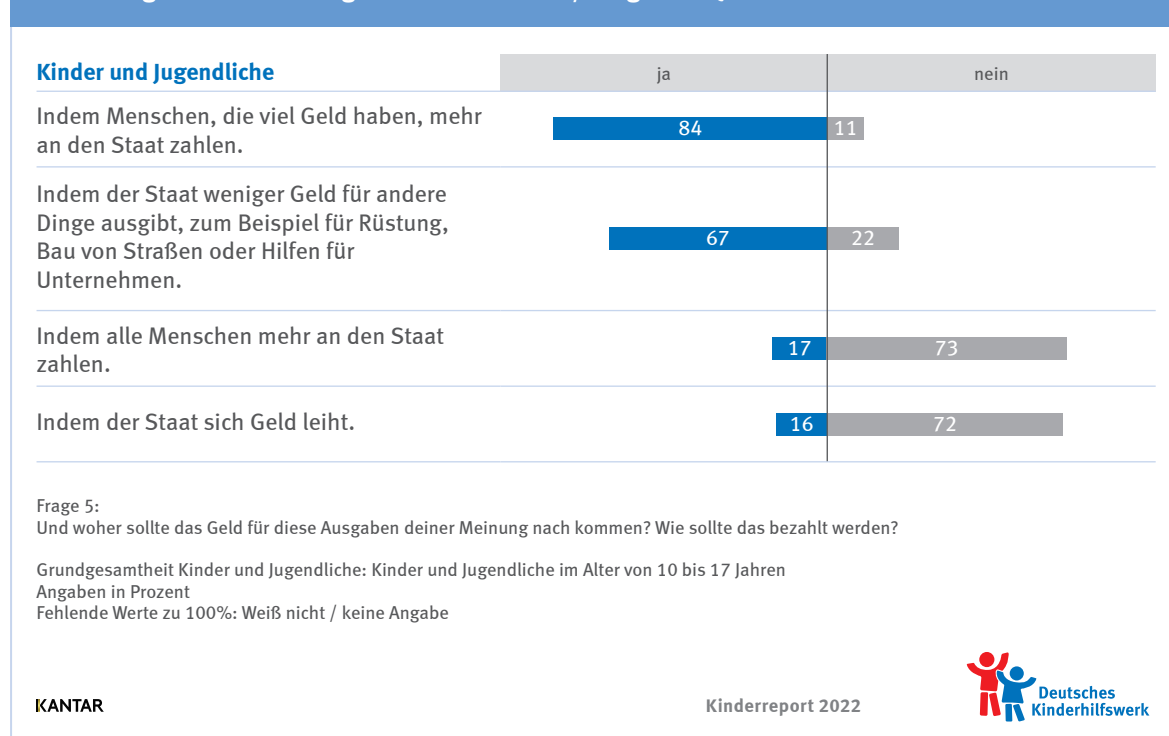 Kinder und Jugendliche
ja
nein
Indem Menschen, die viel Geld haben, mehr
an den Staat zahlen.
84
11
Indem der Staat weniger Geld für andere
Dinge ausgibt, zum Beispiel für Rüstung,
Bau von Straßen oder Hilfen für
Unternehmen.
67
22
Indem alle Menschen mehr an den Staat
zahlen.
17
73
Indem der Staat sich Geld leiht.
16
72
Frage 5:
Und woher sollte das Geld für diese Ausgaben deiner Meinung nach kommen? Wie sollte das bezahlt werden?
Grundgesamtheit Kinder und Jugendliche: Kinder und Jugendliche im Alter von 10 bis 17 Jahren
Angaben in Prozent
Fehlende Werte zu 100%: Weiß nicht / keine Angabe
KANTAR
Kinderreport 2022
Deutsches
Kinderhilfswerk